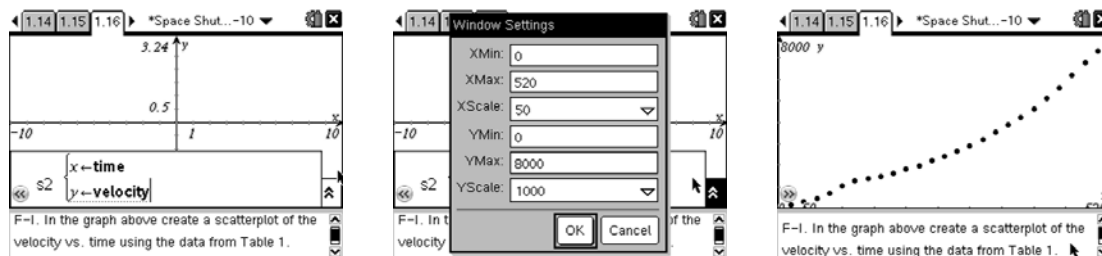 1.14 1.15 1.16 *Space Shut...-10
3.24 y
0.5
x
-10 1 10
s2 x←time
y←velocity
F-I. In the graph above create a scatterplot of the
velocity vs. time using the data from Table 1.
1.14 1
Window Settings
XMin: 0
XMax: 520
XScale: 50
YMin: 0
YMax: 8000
YScale: 1000
OK Cancel
-10
x
10
s2
F-I. In t
of the
velocity
1.14 1.15 1.16 *Space Shut...-10
8000 y
50
F-I. In the graph above create a scatterplot of the
velocity vs. time using the data from Table 1.